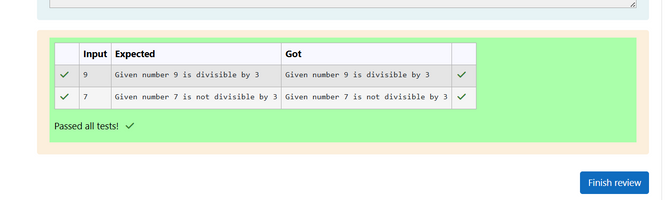 Input Expected Got
9 Given number 9 is divisible by 3 Given number 9 is divisible by 3
7 Given number 7 is not divisible by 3 Given number 7 is not divisible by 3
Passed all tests!
Finish review